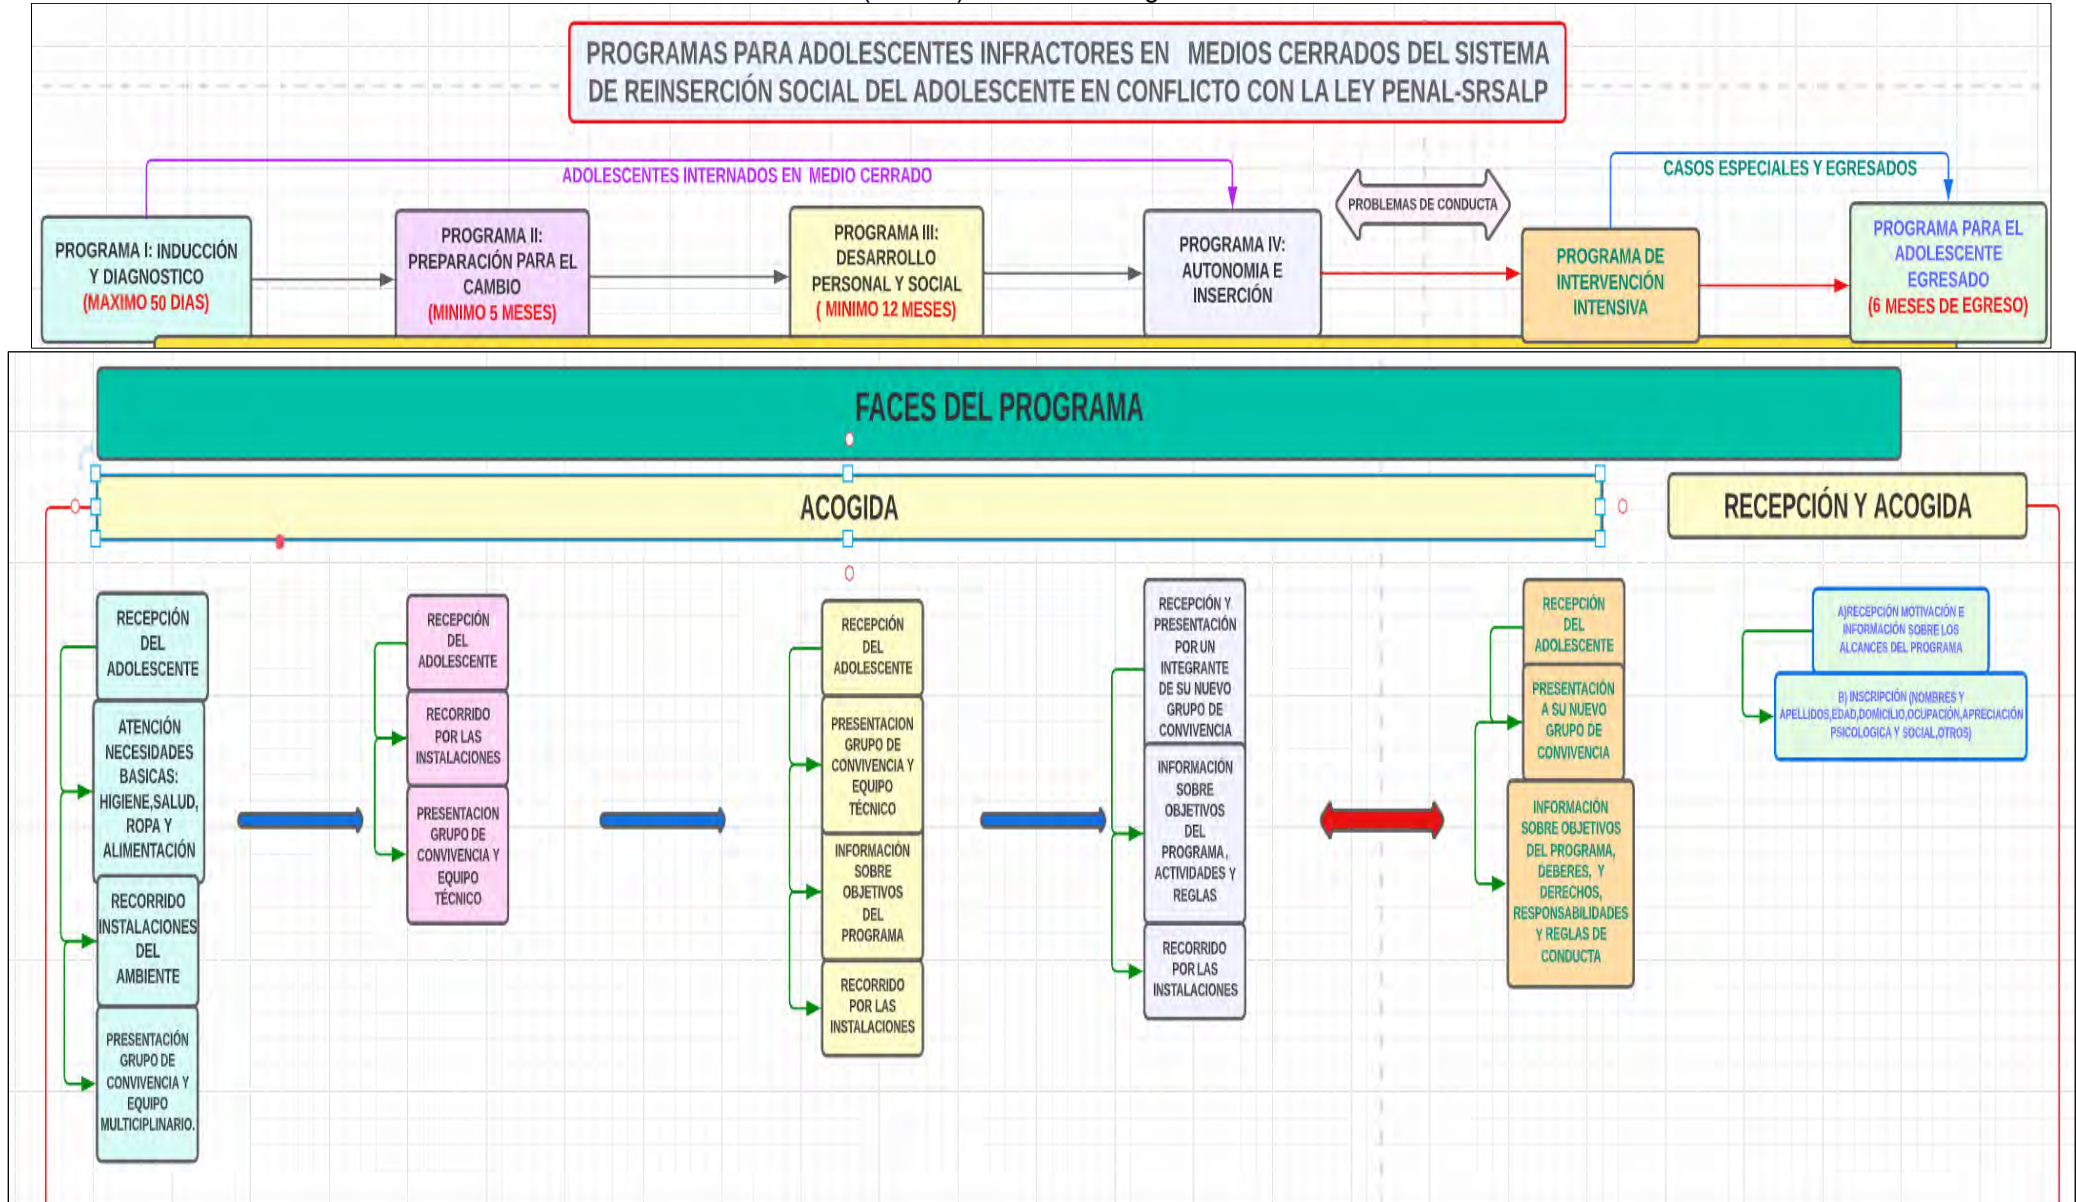 PROGRAMAS PARA ADOLESCENTES INFRACTORES EN MEDIOS CERRADOS DEL SISTEMA
DE REINSERCIÓN SOCIAL DEL ADOLESCENTE EN CONFLICTO CON LA LEY PENAL-SRSALP
ADOLESCENTES INTERNADOS EN MEDIO CERRADO
PROBLEMAS DE CONDUCTA
CASOS ESPECIALES Y EGRESADOS
PROGRAMA I: INDUCCIÓN
Y DIAGNOSTICO
(MAXIMO 50 DIAS)
PROGRAMA II:
PREPARACIÓN PARA EL
CAMBIO
(MINIMO 5 MESES)
PROGRAMA III:
DESARROLLO
PERSONAL Y SOCIAL
( MINIMO 12 MESES)
PROGRAMA IV:
AUTONOMIA E
INSERCIÓN
PROGRAMA DE
INTERVENCIÓN
INTENSIVA
PROGRAMA PARA EL
ADOLESCENTE
EGRESADO
(6 MESES DE EGRESO)
FACES DEL PROGRAMA
ACOGIDA
RECEPCIÓN Y ACOGIDA
RECEPCIÓN
DEL
ADOLESCENTE
ATENCIÓN
NECESIDADES
BASICAS:
HIGIENE,SALUD,
ROPA Y
ALIMENTACIÓN
RECORRIDO
INSTALACIONES
DEL
AMBIENTE
PRESENTACIÓN
GRUPO DE
CONVIVENCIA Y
EQUIPO
MULTICIPLINARIO.
RECEPCIÓN
DEL
ADOLESCENTE
RECORRIDO
POR LAS
INSTALACIONES
PRESENTACION
GRUPO DE
CONVIVENCIA Y
EQUIPO
TÉCNICO
RECEPCIÓN
DEL
ADOLESCENTE
PRESENTACION
GRUPO DE
CONVIVENCIA Y
EQUIPO
TÉCNICO
INFORMACIÓN
SOBRE
OBJETIVOS
DEL
PROGRAMA
RECORRIDO
POR LAS
INSTALACIONES
RECEPCIÓN Y
PRESENTACIÓN
POR UN
INTEGRANTE
DE SU NUEVO
GRUPO DE
CONVIVENCIA
INFORMACIÓN
SOBRE
OBJETIVOS
DEL
PROGRAMA,
ACTIVIDADES Y
REGLAS
RECORRIDO
POR LAS
INSTALACIONES
RECEPCIÓN
DEL
ADOLESCENTE
PRESENTACIÓN
A SU NUEVO
GRUPO DE
CONVIVENCIA
INFORMACIÓN
SOBRE OBJETIVOS
DEL PROGRAMA,
DEBERES, Y
DERECHOS,
RESPONSABILIDADES
Y REGLAS DE
CONDUCTA
A)RECEPCIÓN MOTIVACIÓN E
INFORMACIÓN SOBRE LOS
ALCANCES DEL PROGRAMA
B) INSCRIPCIÓN (NOMBRES Y
APELLIDOS,EDAD,DOMICILIO,OCUPACIÓN,APRECIACIÓN
PSICOLOGICA Y SOCIAL,OTROS)